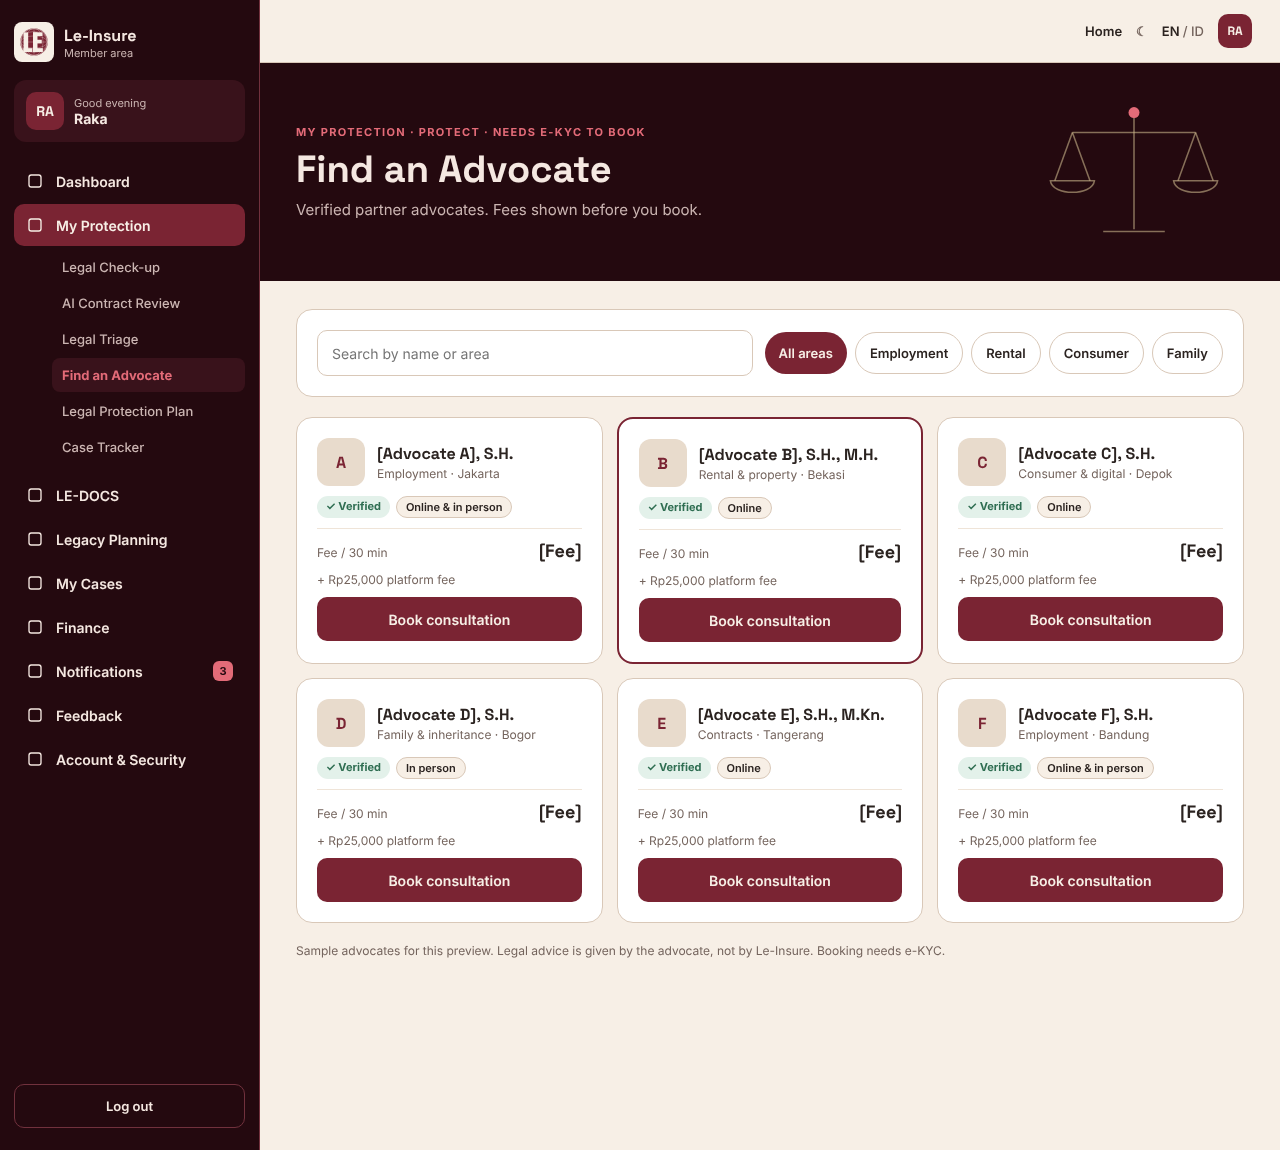 LE
Le-Insure
Member area
RA
Good evening
Raka
Dashboard
My Protection
Legal Check-up
AI Contract Review
Legal Triage
Find an Advocate
Legal Protection Plan
Case Tracker
LE-DOCS
Legacy Planning
My Cases
Finance
Notifications 3
Feedback
Account & Security
Log out
Home ☾ EN / ID RA
MY PROTECTION · PROTECT · NEEDS E-KYC TO BOOK
Find an Advocate
Verified partner advocates. Fees shown before you book.
Search by name or area
All areas Employment Rental Consumer Family
A
[Advocate A], S.H.
Employment · Jakarta
✓ Verified Online & in person
Fee / 30 min [Fee]
+ Rp25,000 platform fee
Book consultation
B
[Advocate B], S.H., M.H.
Rental & property · Bekasi
✓ Verified Online
Fee / 30 min [Fee]
+ Rp25,000 platform fee
Book consultation
C
[Advocate C], S.H.
Consumer & digital · Depok
✓ Verified Online
Fee / 30 min [Fee]
+ Rp25,000 platform fee
Book consultation
D
[Advocate D], S.H.
Family & inheritance · Bogor
✓ Verified In person
Fee / 30 min [Fee]
+ Rp25,000 platform fee
Book consultation
E
[Advocate E], S.H., M.Kn.
Contracts · Tangerang
✓ Verified Online
Fee / 30 min [Fee]
+ Rp25,000 platform fee
Book consultation
F
[Advocate F], S.H.
Employment · Bandung
✓ Verified Online & in person
Fee / 30 min [Fee]
+ Rp25,000 platform fee
Book consultation
Sample advocates for this preview. Legal advice is given by the advocate, not by Le-Insure. Booking needs e-KYC.